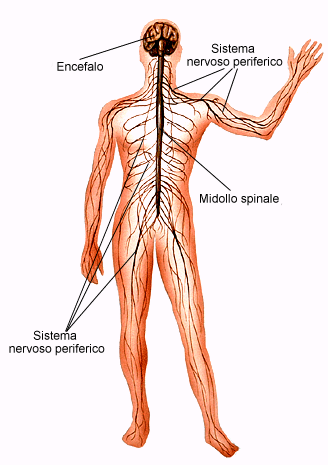 Sistema
nervoso periferico
Encefalo
Midollo spinale
Sistema
nervoso periferico